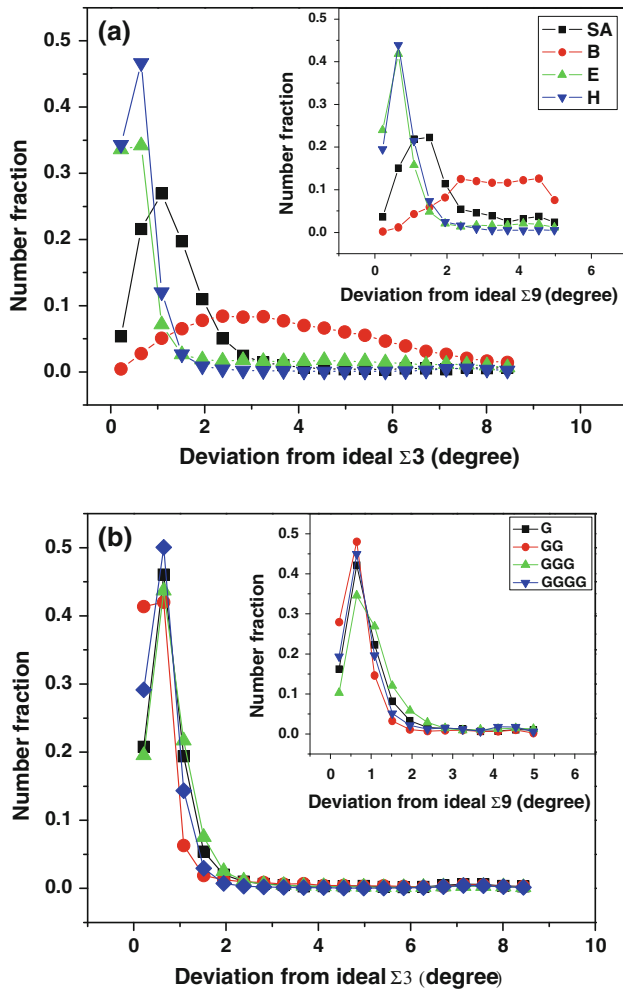 (a)
SA
B
E
H
Number fraction
0.5
0.4
0.3
0.2
0.1
0.0
0 2 4 6 8 10
Deviation from ideal Σ3 (degree)
Number fraction
0.5
0.4
0.3
0.2
0.1
0.0
0 2 4 6
Deviation from ideal Σ9 (degree)
(b)
G
GG
GGG
GGGG
Number fraction
0.5
0.4
0.3
0.2
0.1
0.0
0 2 4 6 8 10
Deviation from ideal Σ3 (degree)
Number fraction
0.5
0.4
0.3
0.2
0.1
0.0
0 1 2 3 4 5 6
Deviation from ideal Σ9 (degree)